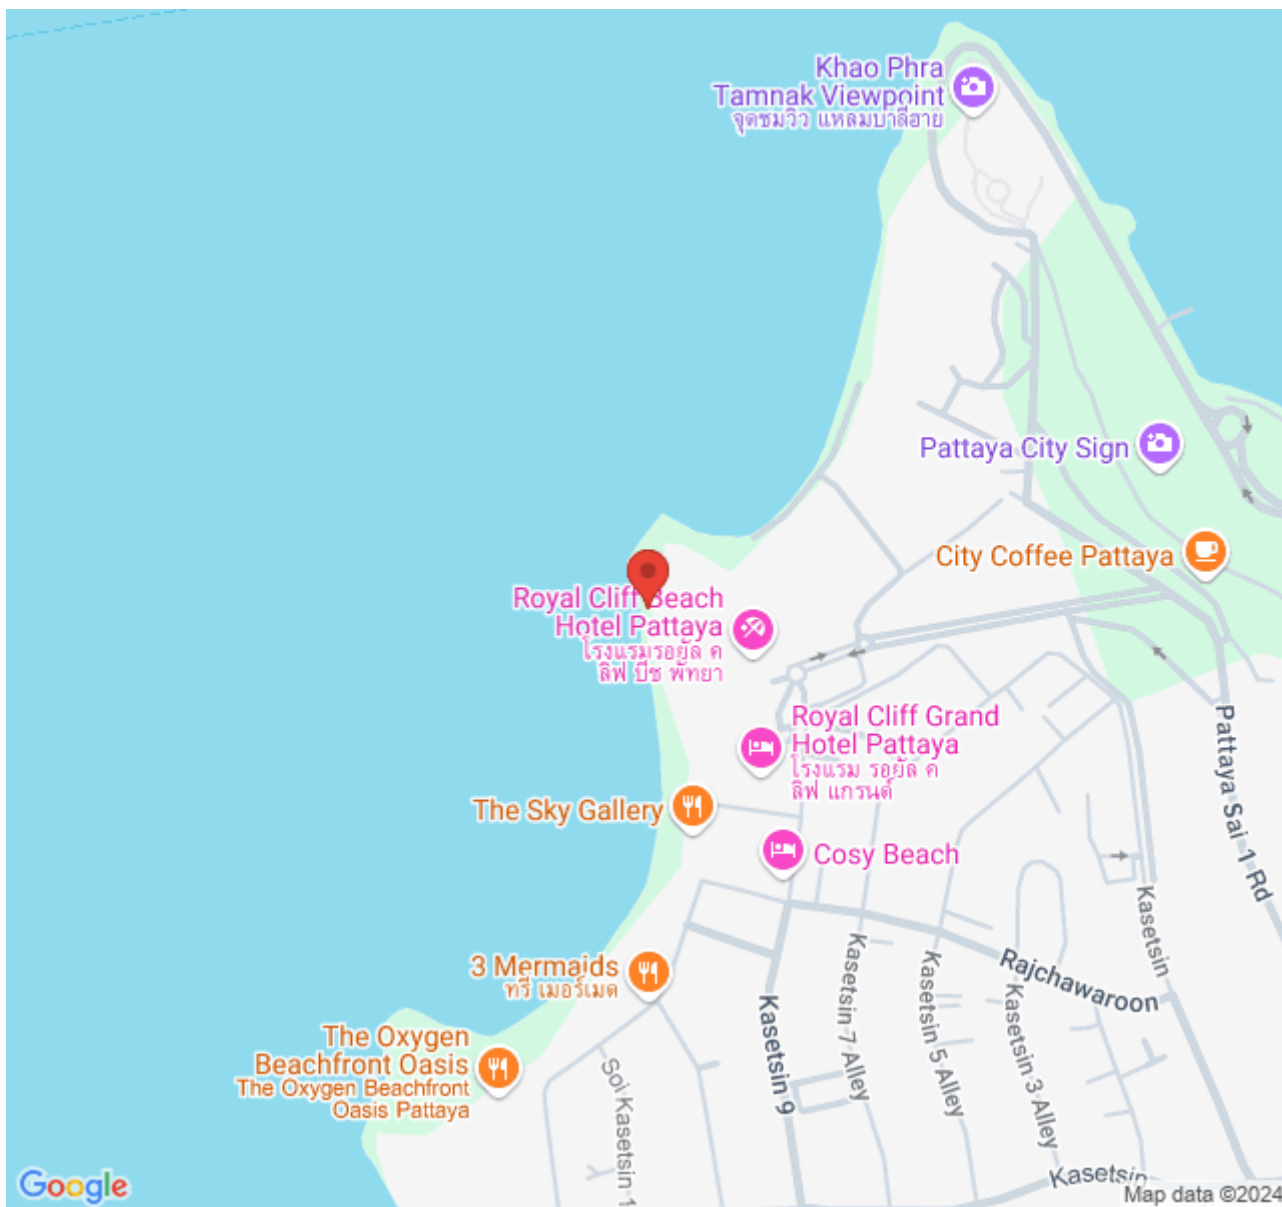 Khao Phra
Tamnak Viewpoint
จุดชมวิว แหลมบาลีฮาย
Pattaya City Sign
City Coffee Pattaya
Royal Cliff Beach
Hotel Pattaya
โรงแรมรอยัล ค
ลิฟ บีช พัทยา
Royal Cliff Grand
Hotel Pattaya
โรงแรม รอยัล ค
ลิฟ แกรนด์
Pattaya Sai 1 Rd
The Sky Gallery
Cosy Beach
Kasetsin
Rajchawaroon
3 Mermaids
ทรี เมอร์เมด
Kasetsin 9
Kasetsin 7 Alley
Kasetsin 5 Alley
Kasetsin 3 Alley
The Oxygen
Beachfront Oasis
The Oxygen Beachfront
Oasis Pattaya
Soi Kasetsin 1
Kasetsin
Google
Map data ©2024